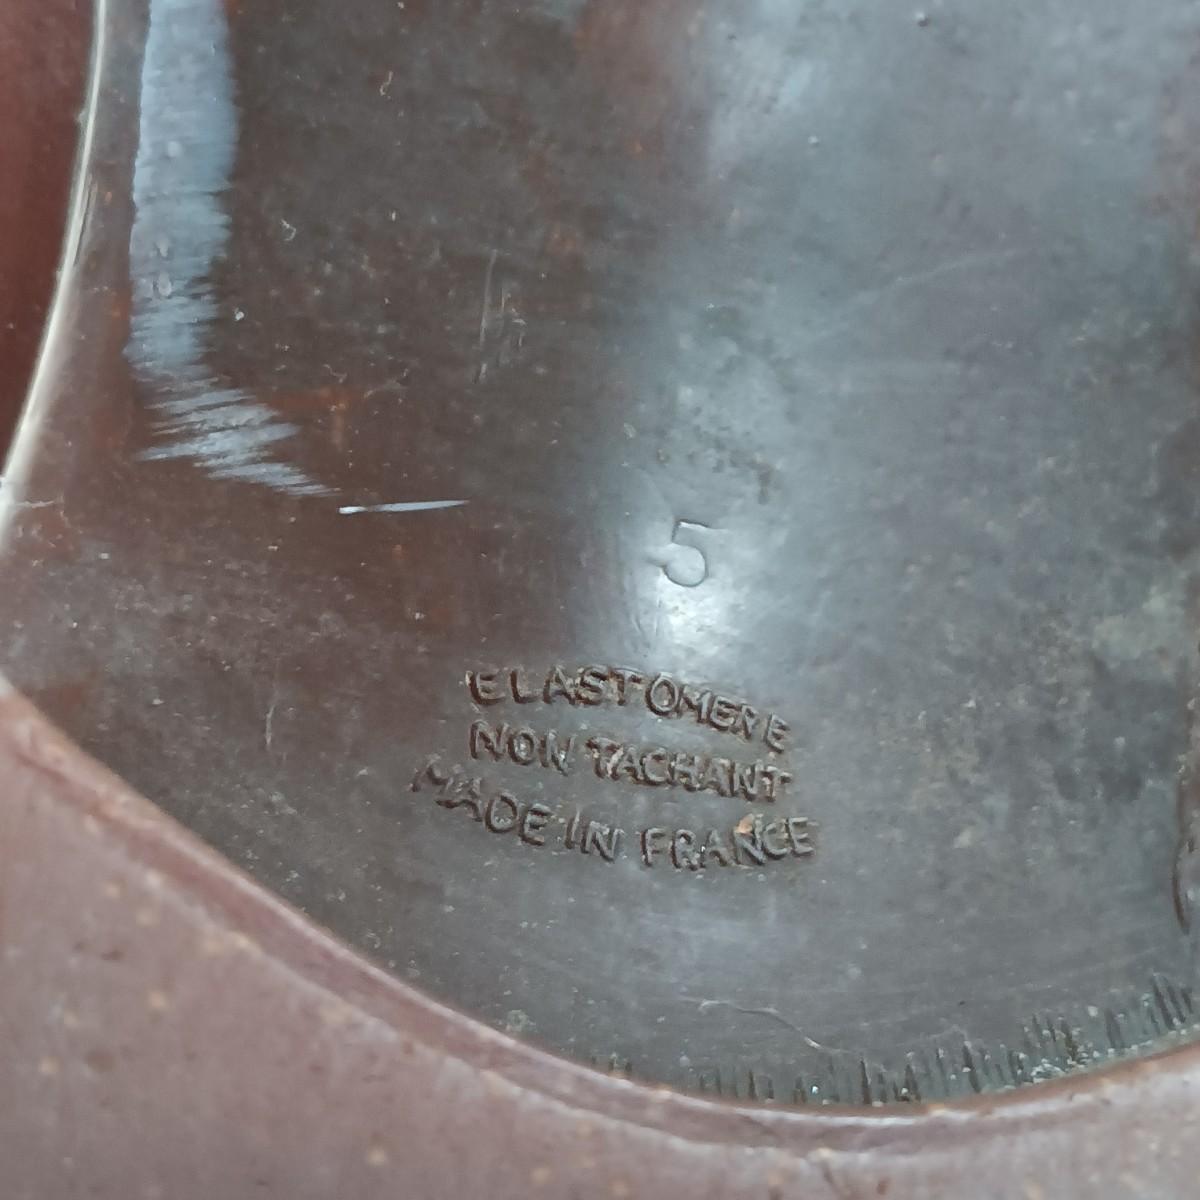 5
ELASTOMERE
NON TACHANT
MADE IN FRANCE